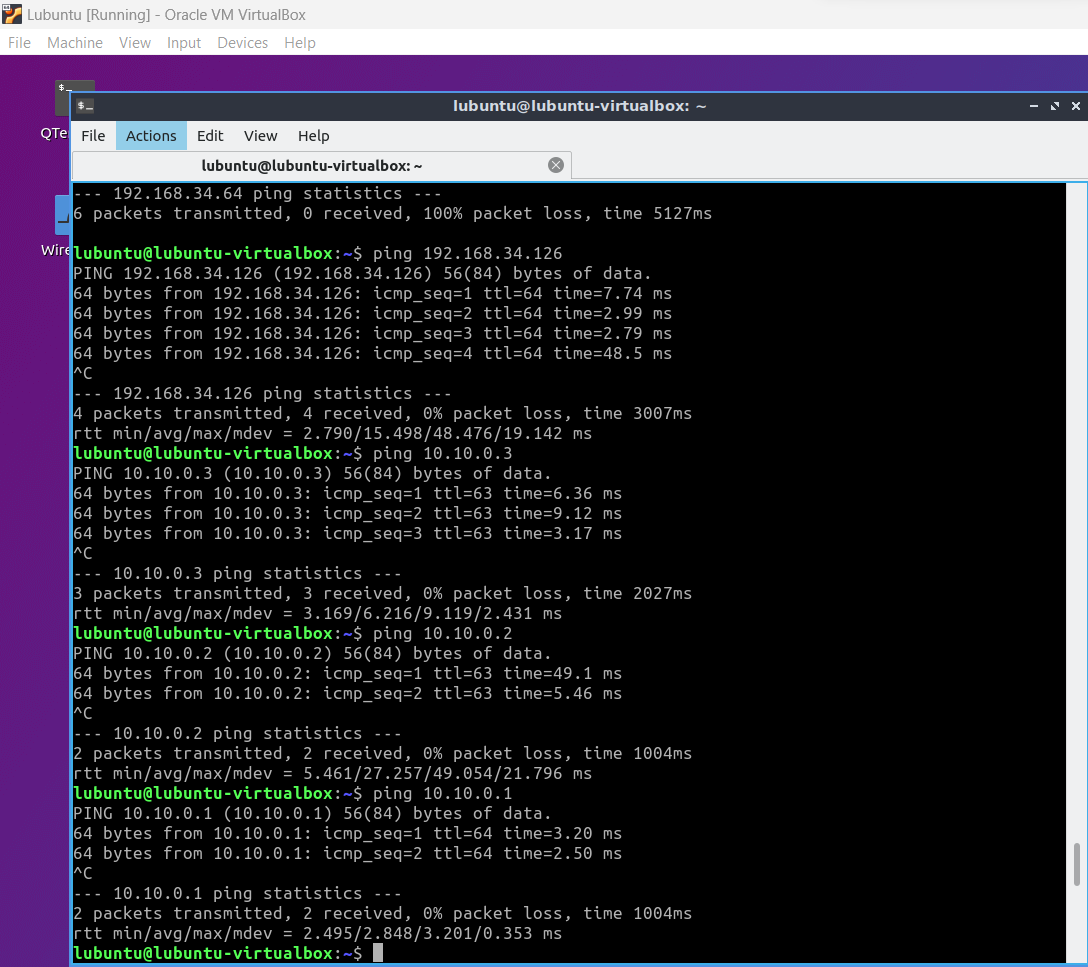 Lubuntu [Running] - Oracle VM VirtualBox
File Machine View Input Devices Help
$_
QTe
Wire
$_ lubuntu@lubuntu-virtualbox: ~
File Actions Edit View Help
lubuntu@lubuntu-virtualbox: ~
--- 192.168.34.64 ping statistics ---
6 packets transmitted, 0 received, 100% packet loss, time 5127ms
lubuntu@lubuntu-virtualbox:~$ ping 192.168.34.126
PING 192.168.34.126 (192.168.34.126) 56(84) bytes of data.
64 bytes from 192.168.34.126: icmp_seq=1 ttl=64 time=7.74 ms
64 bytes from 192.168.34.126: icmp_seq=2 ttl=64 time=2.99 ms
64 bytes from 192.168.34.126: icmp_seq=3 ttl=64 time=2.79 ms
64 bytes from 192.168.34.126: icmp_seq=4 ttl=64 time=48.5 ms
^C
--- 192.168.34.126 ping statistics ---
4 packets transmitted, 4 received, 0% packet loss, time 3007ms
rtt min/avg/max/mdev = 2.790/15.498/48.476/19.142 ms
lubuntu@lubuntu-virtualbox:~$ ping 10.10.0.3
PING 10.10.0.3 (10.10.0.3) 56(84) bytes of data.
64 bytes from 10.10.0.3: icmp_seq=1 ttl=63 time=6.36 ms
64 bytes from 10.10.0.3: icmp_seq=2 ttl=63 time=9.12 ms
64 bytes from 10.10.0.3: icmp_seq=3 ttl=63 time=3.17 ms
^C
--- 10.10.0.3 ping statistics ---
3 packets transmitted, 3 received, 0% packet loss, time 2027ms
rtt min/avg/max/mdev = 3.169/6.216/9.119/2.431 ms
lubuntu@lubuntu-virtualbox:~$ ping 10.10.0.2
PING 10.10.0.2 (10.10.0.2) 56(84) bytes of data.
64 bytes from 10.10.0.2: icmp_seq=1 ttl=63 time=49.1 ms
64 bytes from 10.10.0.2: icmp_seq=2 ttl=63 time=5.46 ms
^C
--- 10.10.0.2 ping statistics ---
2 packets transmitted, 2 received, 0% packet loss, time 1004ms
rtt min/avg/max/mdev = 5.461/27.257/49.054/21.796 ms
lubuntu@lubuntu-virtualbox:~$ ping 10.10.0.1
PING 10.10.0.1 (10.10.0.1) 56(84) bytes of data.
64 bytes from 10.10.0.1: icmp_seq=1 ttl=64 time=3.20 ms
64 bytes from 10.10.0.1: icmp_seq=2 ttl=64 time=2.50 ms
^C
--- 10.10.0.1 ping statistics ---
2 packets transmitted, 2 received, 0% packet loss, time 1004ms
rtt min/avg/max/mdev = 2.495/2.848/3.201/0.353 ms
lubuntu@lubuntu-virtualbox:~$